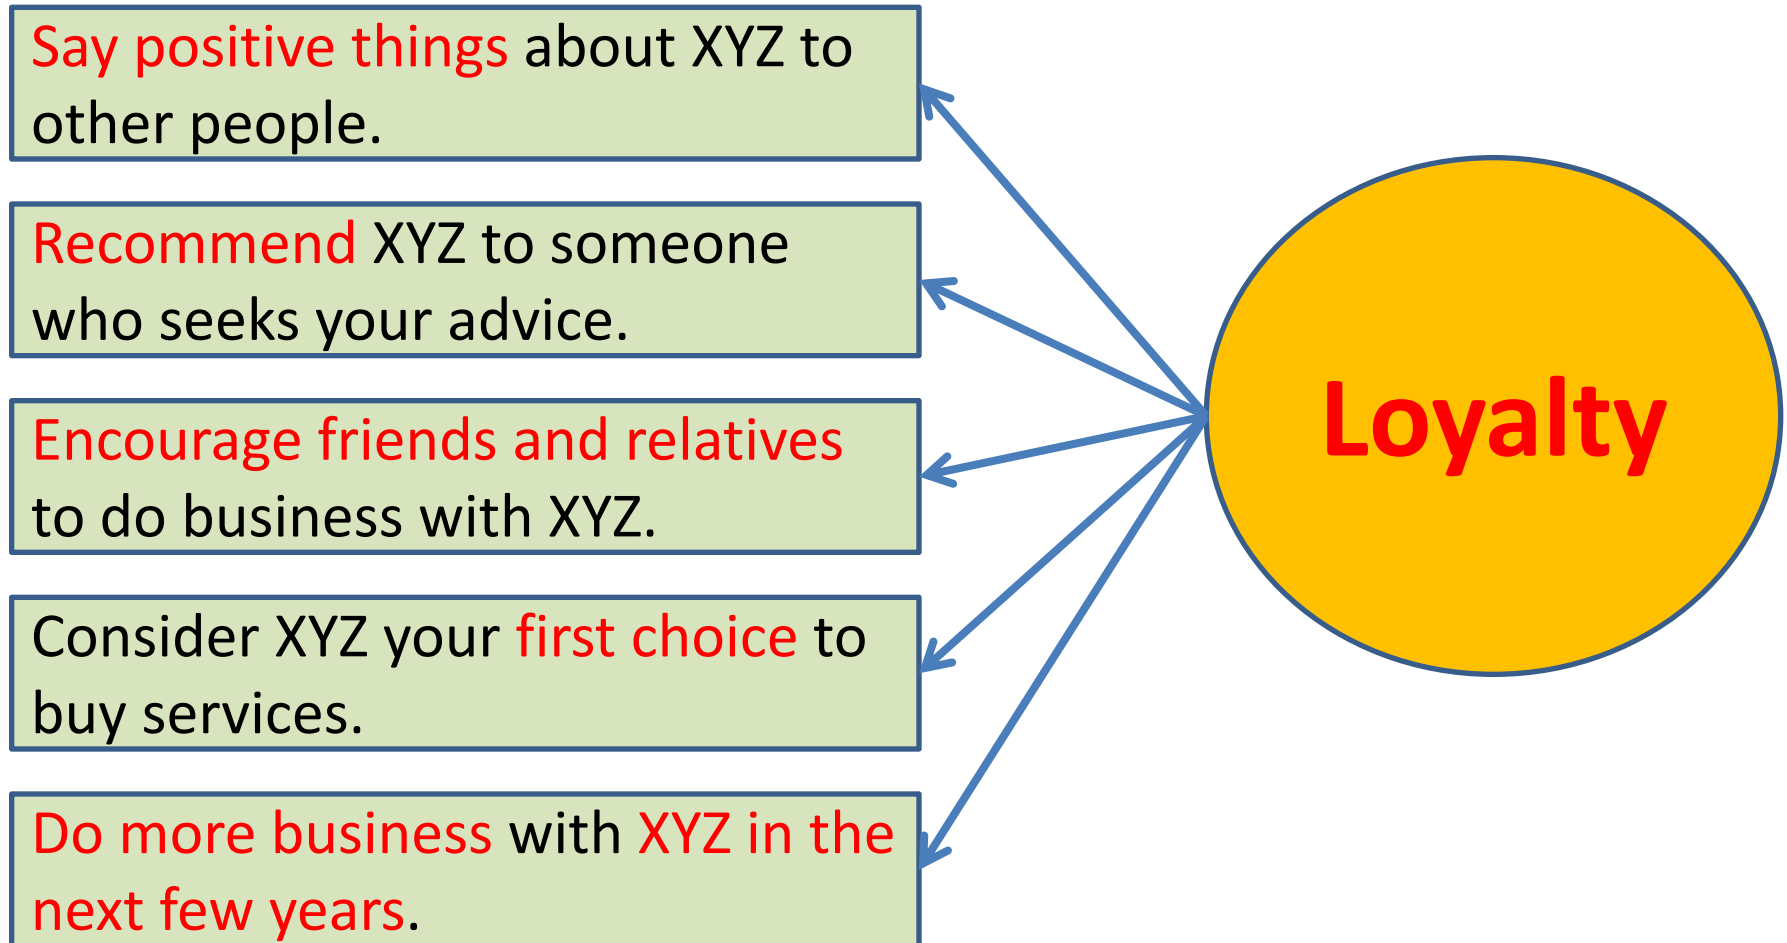 Say positive things about XYZ to
other people.
Recommend XYZ to someone
who seeks your advice.
Encourage friends and relatives
to do business with XYZ.
Consider XYZ your first choice to
buy services.
Do more business with XYZ in the
next few years.
Loyalty